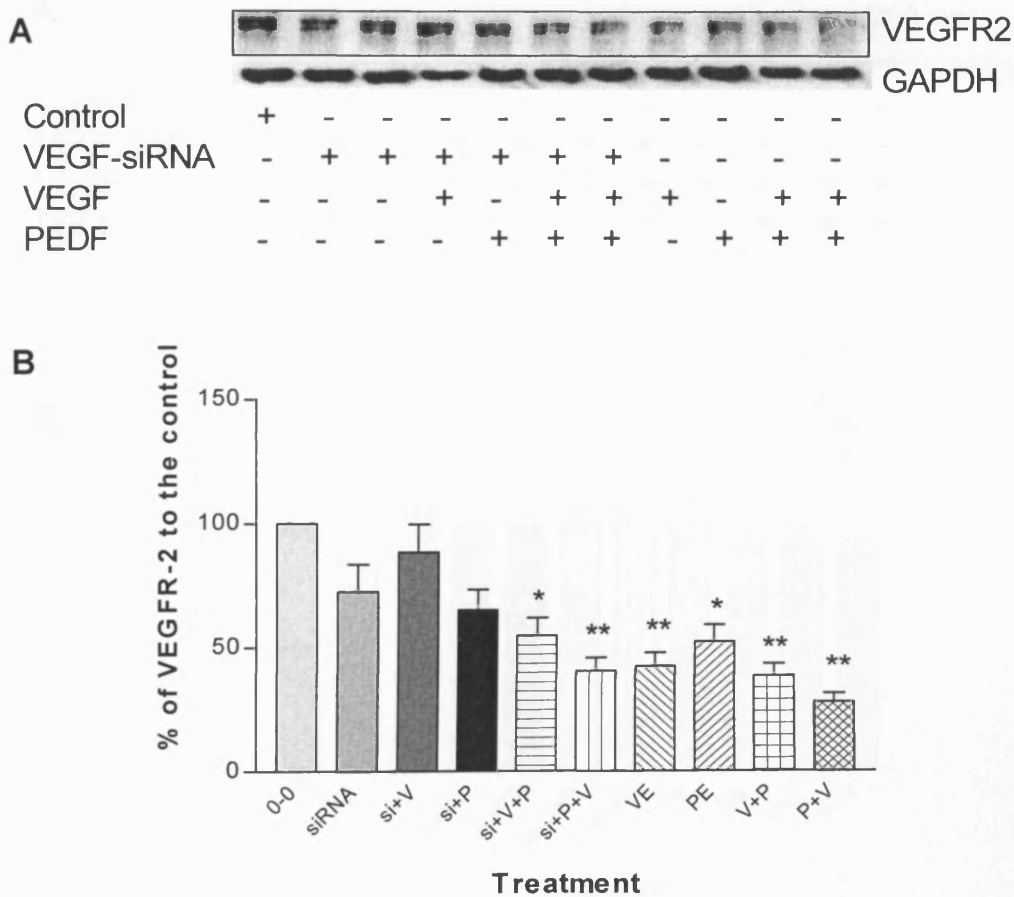 A VEGFR2
GAPDH
Control + - - - - - - - - - -
VEGF-siRNA - + + + + + + - - - -
VEGF - - - + - + + + - + +
PEDF - - - - + + + - + + +
B
% of VEGFR-2 to the control
150
100
50
0
* ** ** * ** **
0-0 siRNA si+V si+P si+V+P si+P+V VE PE V+P P+V
Treatment